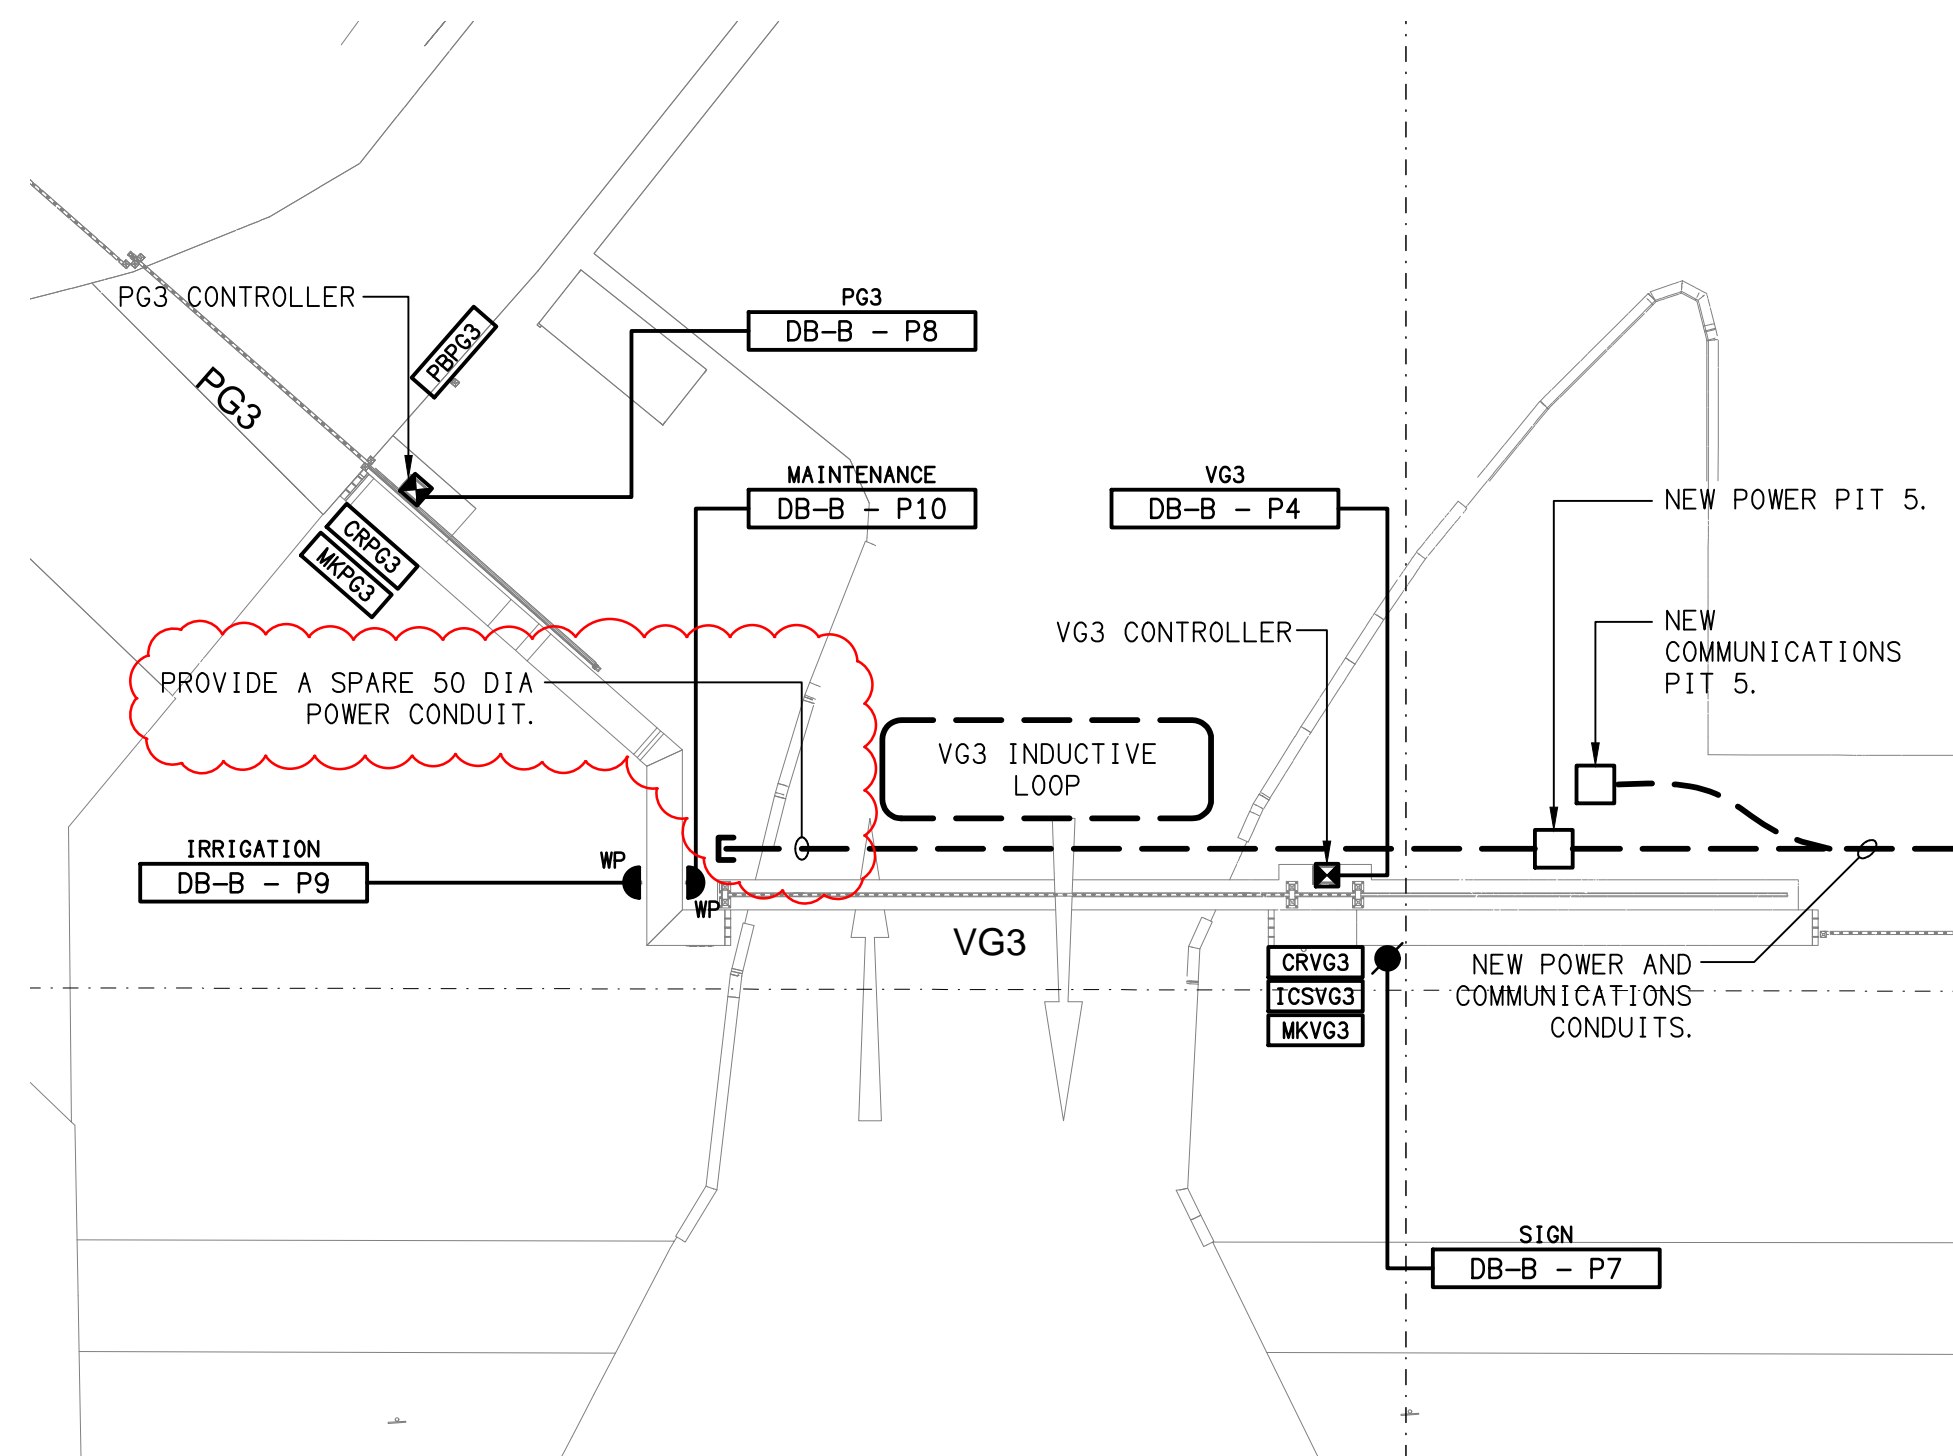 PG3 CONTROLLER
PBPG3
PG3
DB-B - P8
PG3
MAINTENANCE
DB-B - P10
VG3
DB-B - P4
NEW POWER PIT 5.
CRPG3
MKPG3
NEW
COMMUNICATIONS
PIT 5.
VG3 CONTROLLER
PROVIDE A SPARE 50 DIA
POWER CONDUIT.
VG3 INDUCTIVE
LOOP
IRRIGATION
DB-B - P9
WP
WP
VG3
CRVG3
ICSVG3
MKVG3
NEW POWER AND
COMMUNICATIONS
CONDUITS.
SIGN
DB-B - P7